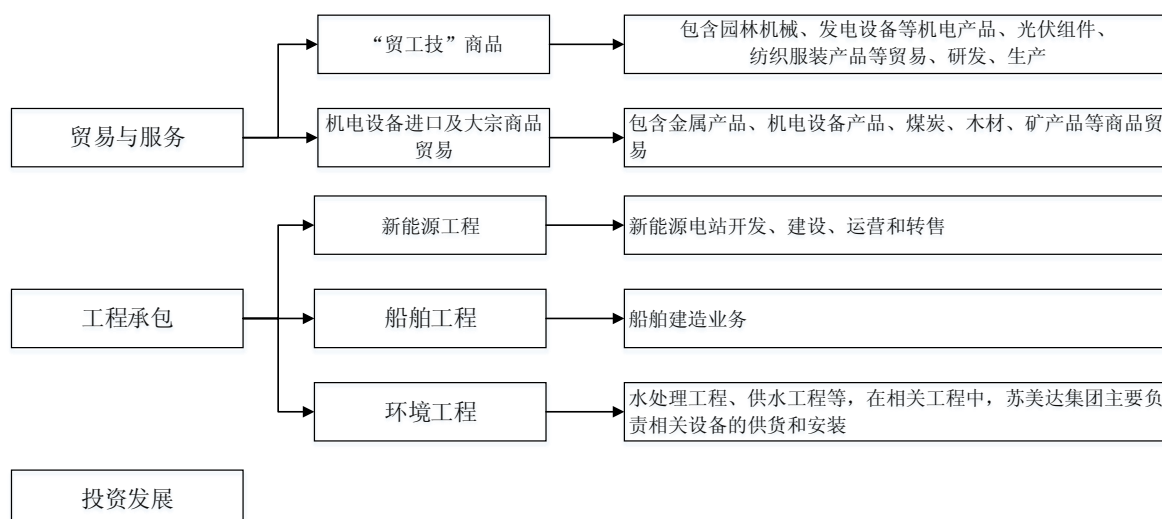 “贸工技”商品
包含园林机械、发电设备等机电产品、光伏组件、
纺织服装产品等贸易、研发、生产
贸易与服务
机电设备进口及大宗商品
贸易
包含金属产品、机电设备产品、煤炭、木材、矿产品等商品贸
易
新能源工程
新能源电站开发、建设、运营和转售
工程承包
船舶工程
船舶建造业务
环境工程
水处理工程、供水工程等，在相关工程中，苏美达集团主要负
责相关设备的供货和安装
投资发展